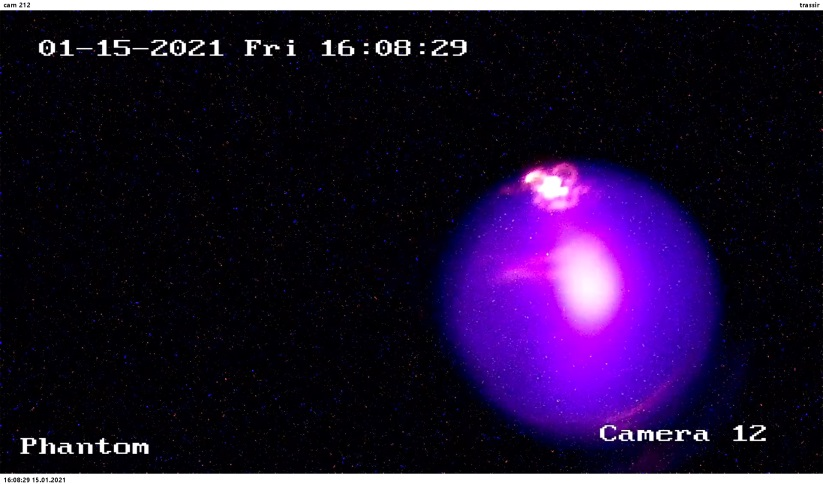 cam 212
trassir
01-15-2021 Fri 16:08:29
Camera 12
Phantom
16:08:29 15.01.2021